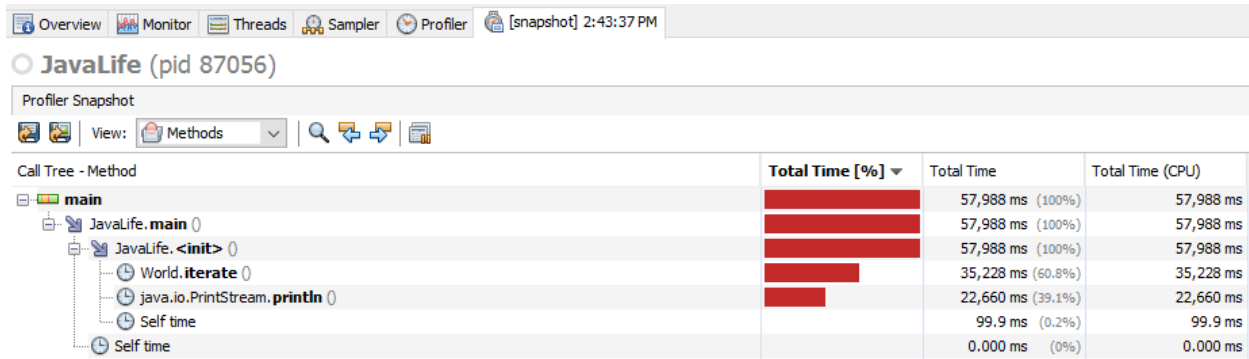 Overview Monitor Threads Sampler Profiler [snapshot] 2:43:37 PM
JavaLife (pid 87056)
Profiler Snapshot
View: Methods
Call Tree - Method Total Time [%] Total Time Total Time (CPU)
main 57,988 ms (100%) 57,988 ms
JavaLife.main () 57,988 ms (100%) 57,988 ms
JavaLife.<init> () 57,988 ms (100%) 57,988 ms
World.iterate () 35,228 ms (60.8%) 35,228 ms
java.io.PrintStream.println () 22,660 ms (39.1%) 22,660 ms
Self time 99.9 ms (0.2%) 99.9 ms
Self time 0.000 ms (0%) 0.000 ms